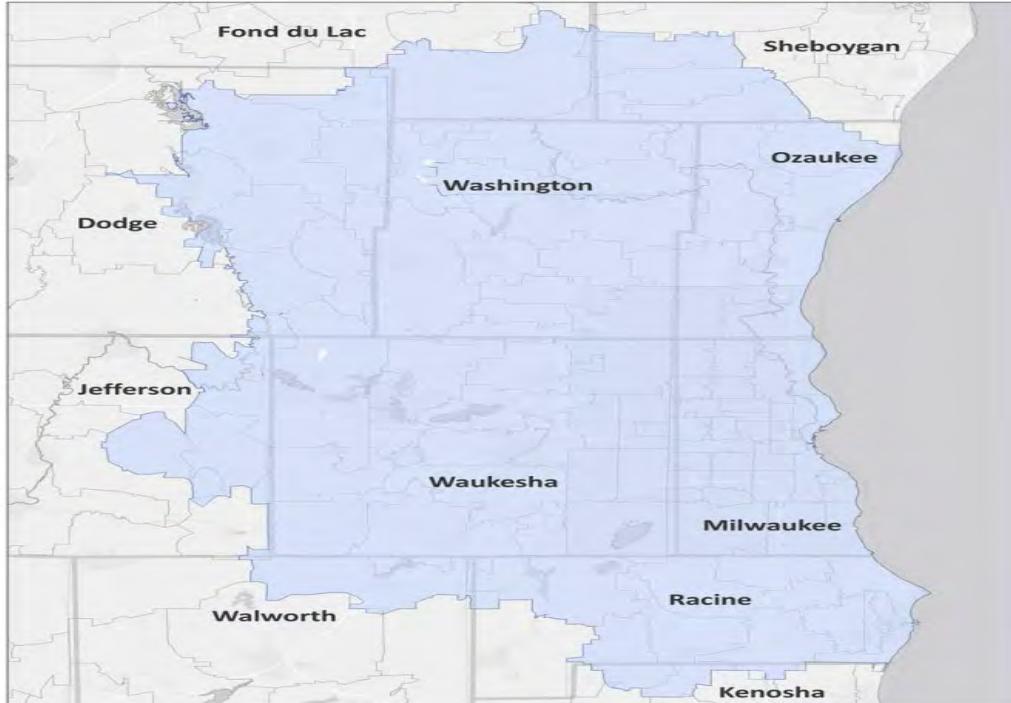 Fond du Lac
Sheboygan
Ozaukee
Washington
Dodge
Jefferson
Waukesha
Milwaukee
Racine
Walworth
Kenosha